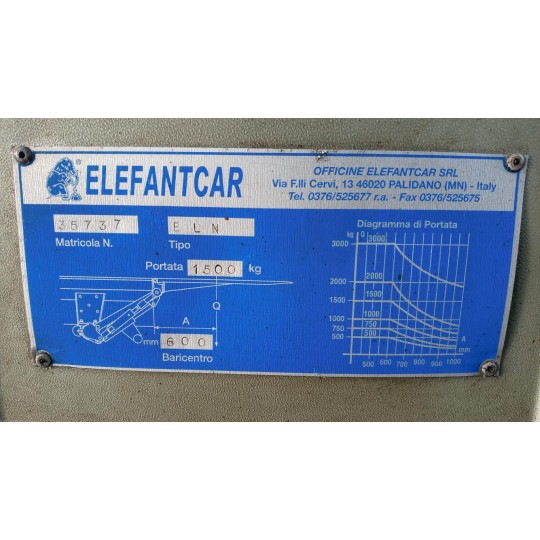 ® ELEFANTCAR
OFFICINE ELEFANTCAR SRL
Via F.lli Cervi, 13 46020 PALIDANO (MN) - Italy
Tel. 0376/525677 r.a. - Fax 0376/525675
35737 ELN
Matricola N. Tipo
Portata 1500 kg
Q
A
mm 600
Baricentro
Diagramma di Portata
kg Q
3000 3000
2000 2000
1500 1500
1000 1000
750 750
500 500
A
mm
500 600 700 800 900 1000